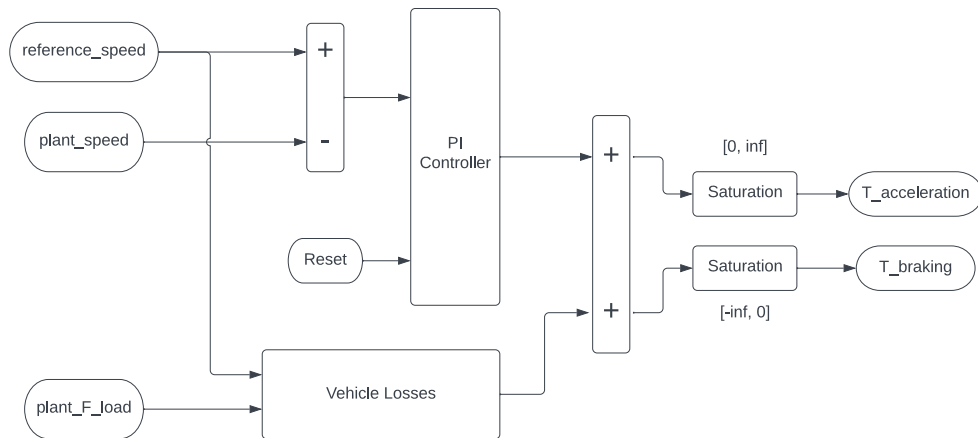 reference_speed
+
plant_speed
-
PI
Controller
Reset
+
+
[0, inf]
Saturation
T_acceleration
Saturation
T_braking
[-inf, 0]
Vehicle Losses
plant_F_load